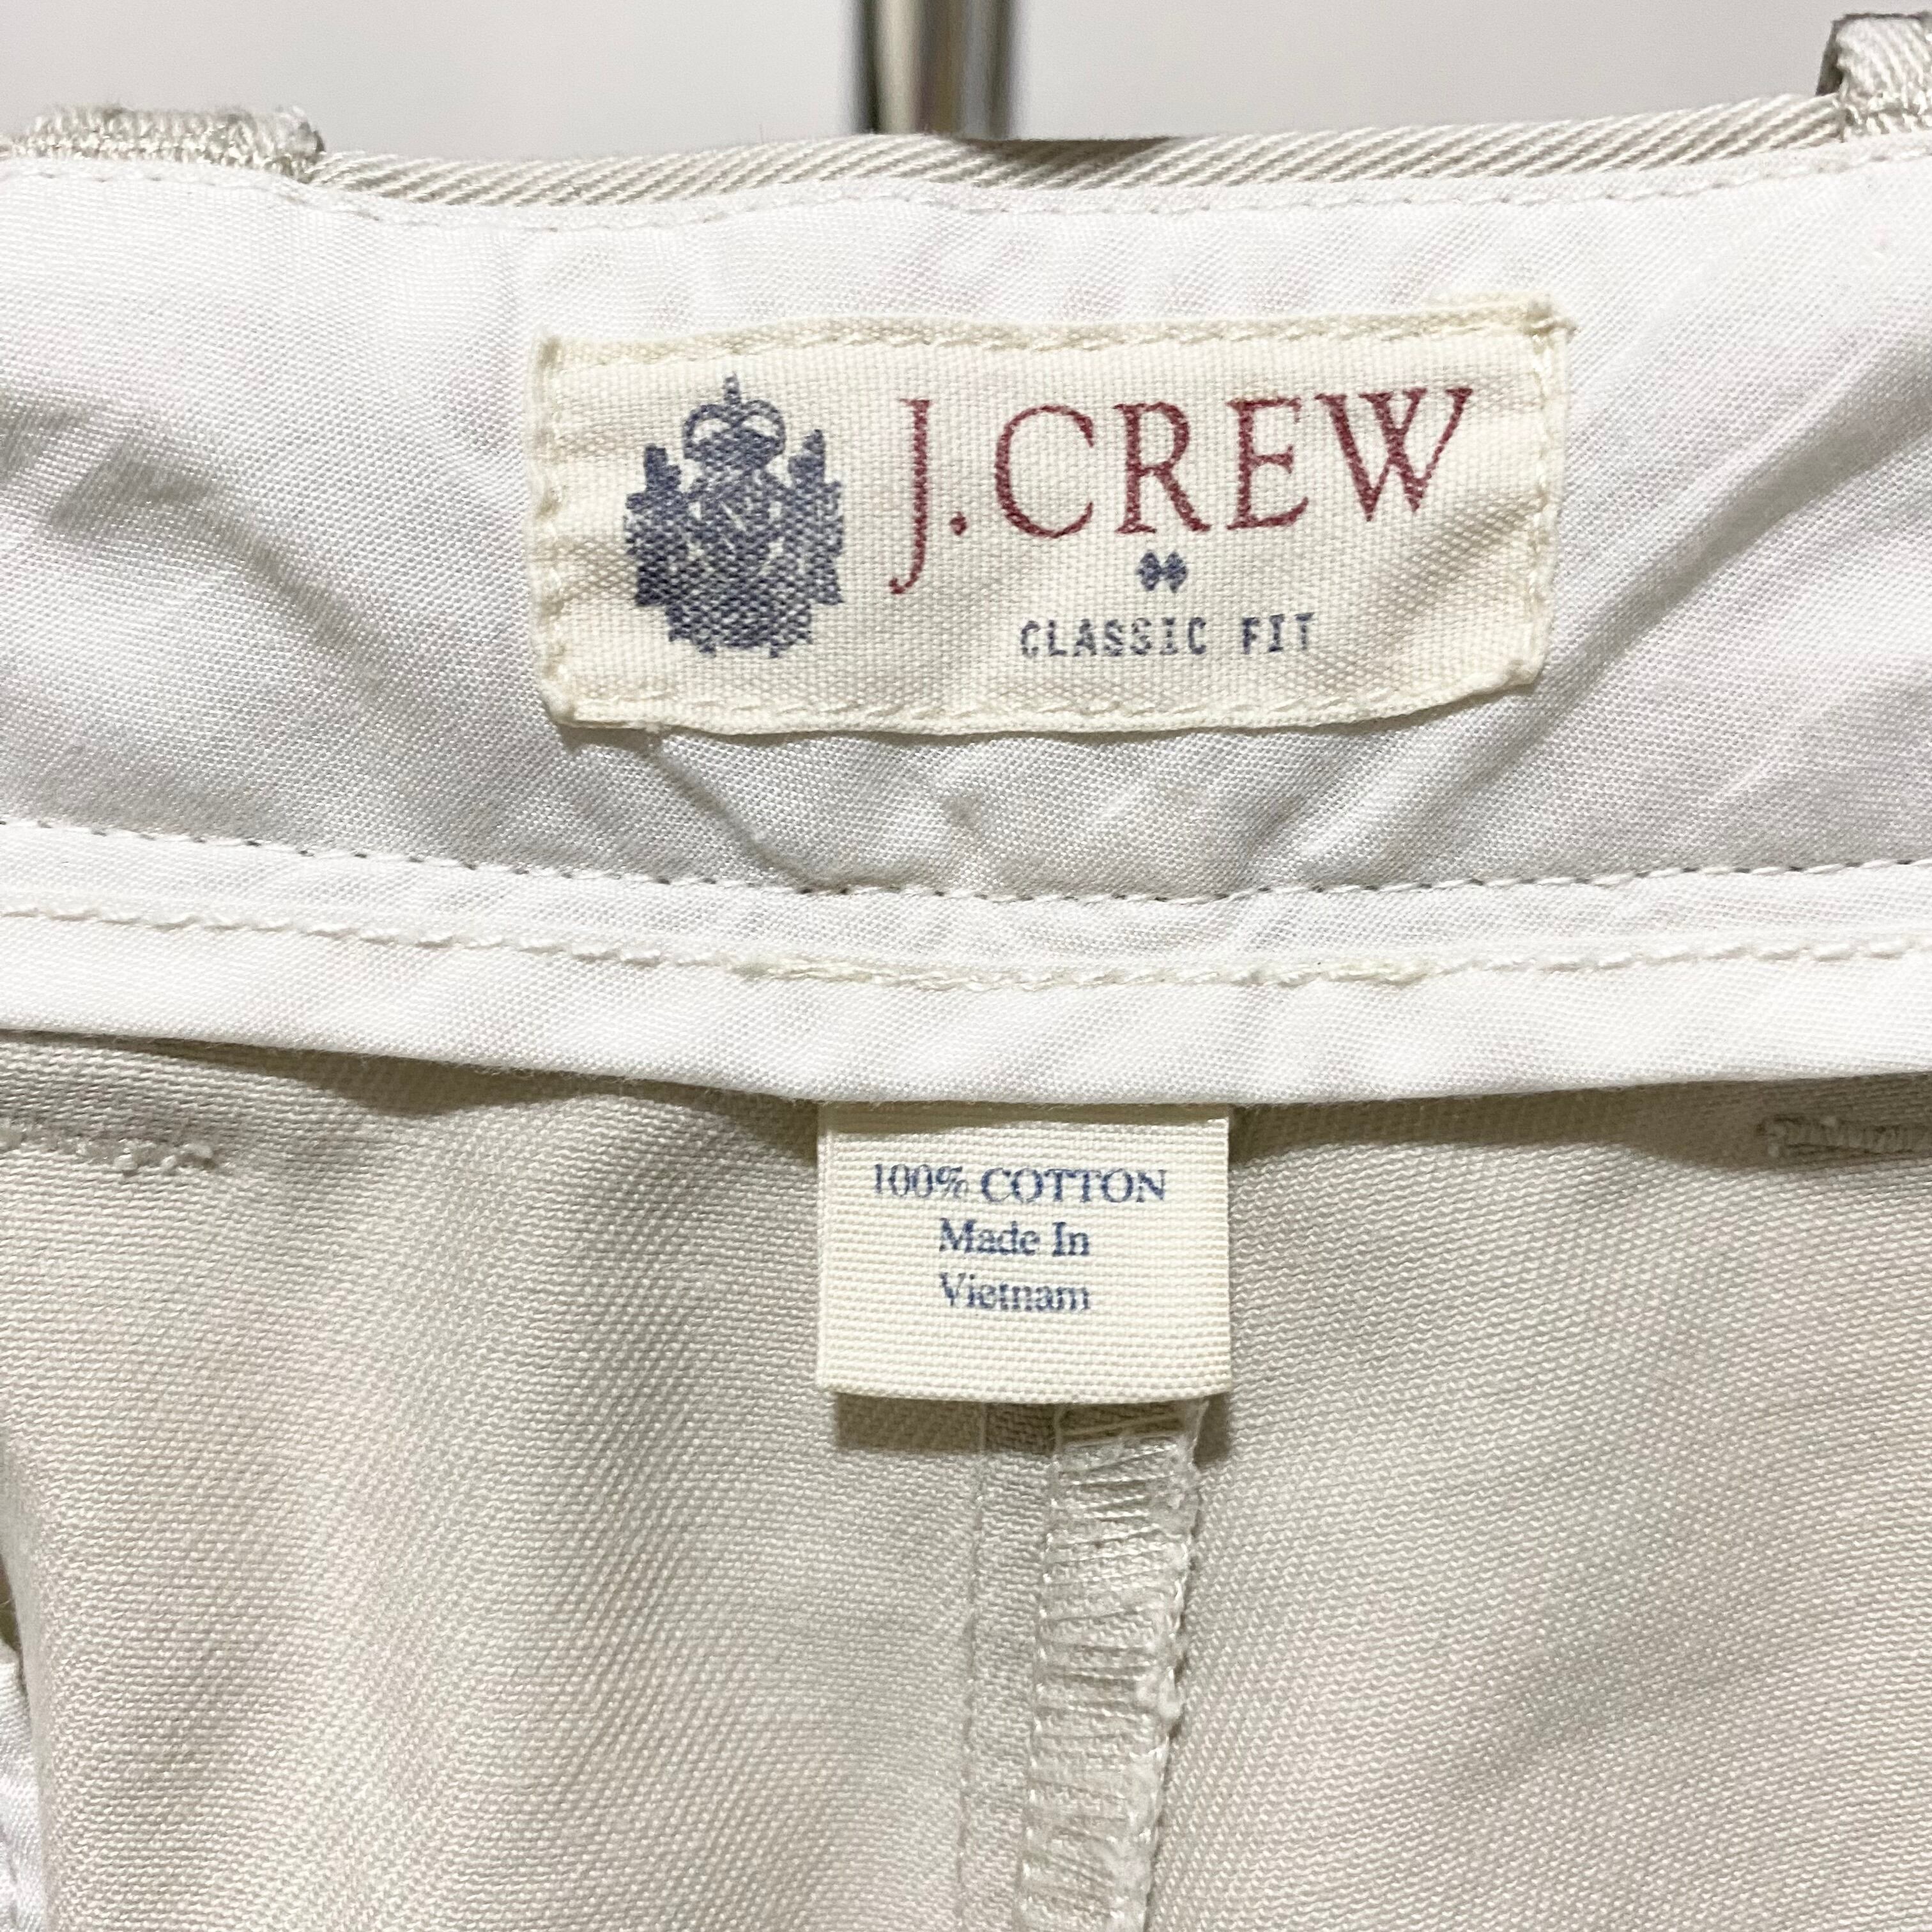 J.CREW
CLASSIC FIT
100% COTTON
Made In
Vietnam